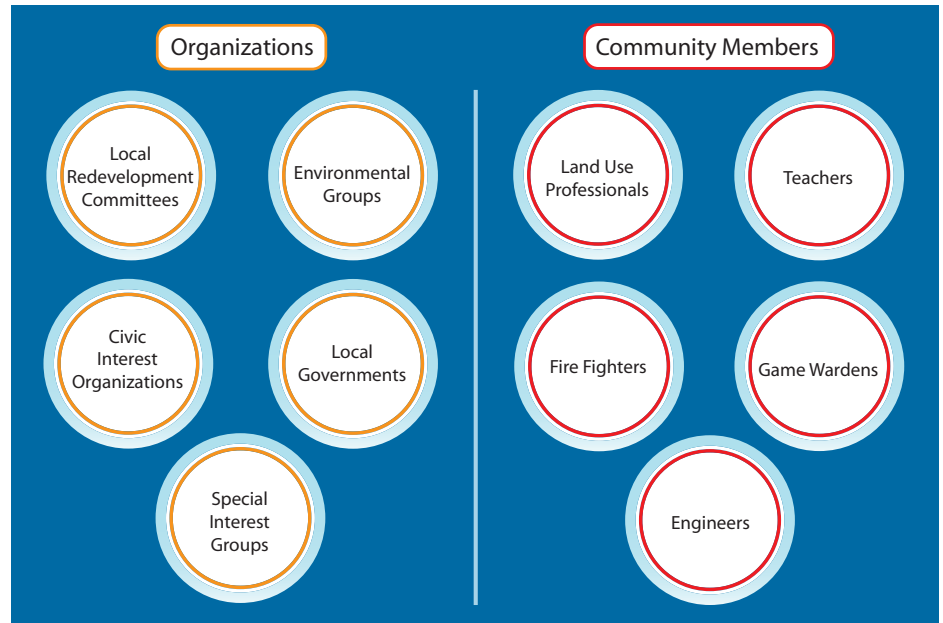 Organizations
Local
Redevelopment
Committees
Environmental
Groups
Civic
Interest
Organizations
Local
Governments
Special
Interest
Groups
Community Members
Land Use
Professionals
Teachers
Fire Fighters
Game Wardens
Engineers